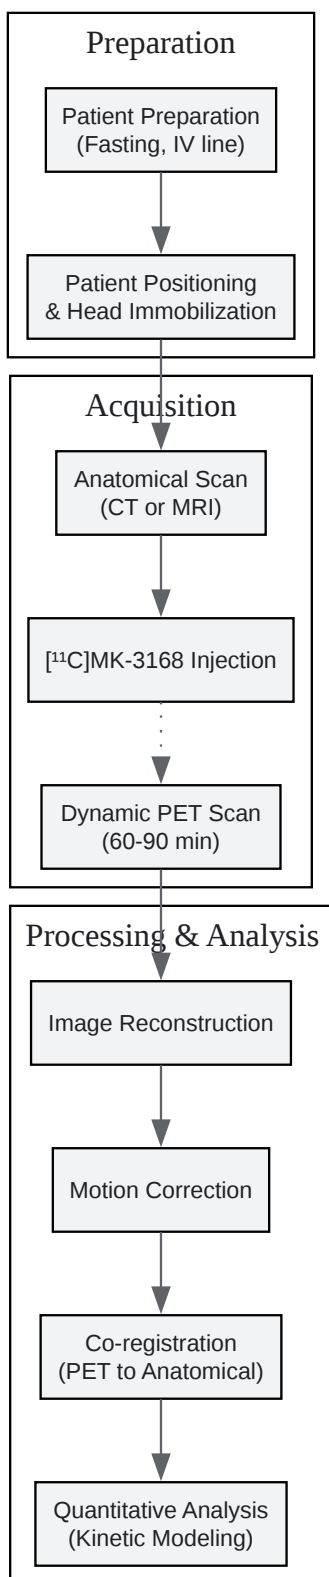 Preparation
Patient Preparation
(Fasting, IV line)
Patient Positioning
& Head Immobilization
Acquisition
Anatomical Scan
(CT or MRI)
[¹¹C]MK-3168 Injection
Dynamic PET Scan
(60-90 min)
Processing & Analysis
Image Reconstruction
Motion Correction
Co-registration
(PET to Anatomical)
Quantitative Analysis
(Kinetic Modeling)